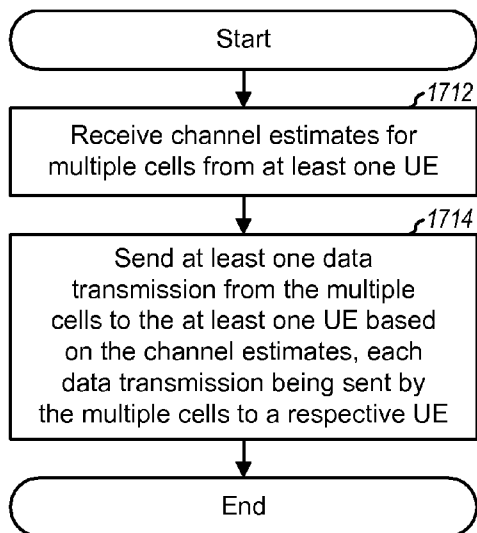 Start
1712
Receive channel estimates for
multiple cells from at least one UE
1714
Send at least one data
transmission from the multiple
cells to the at least one UE based
on the channel estimates, each
data transmission being sent by
the multiple cells to a respective UE
End